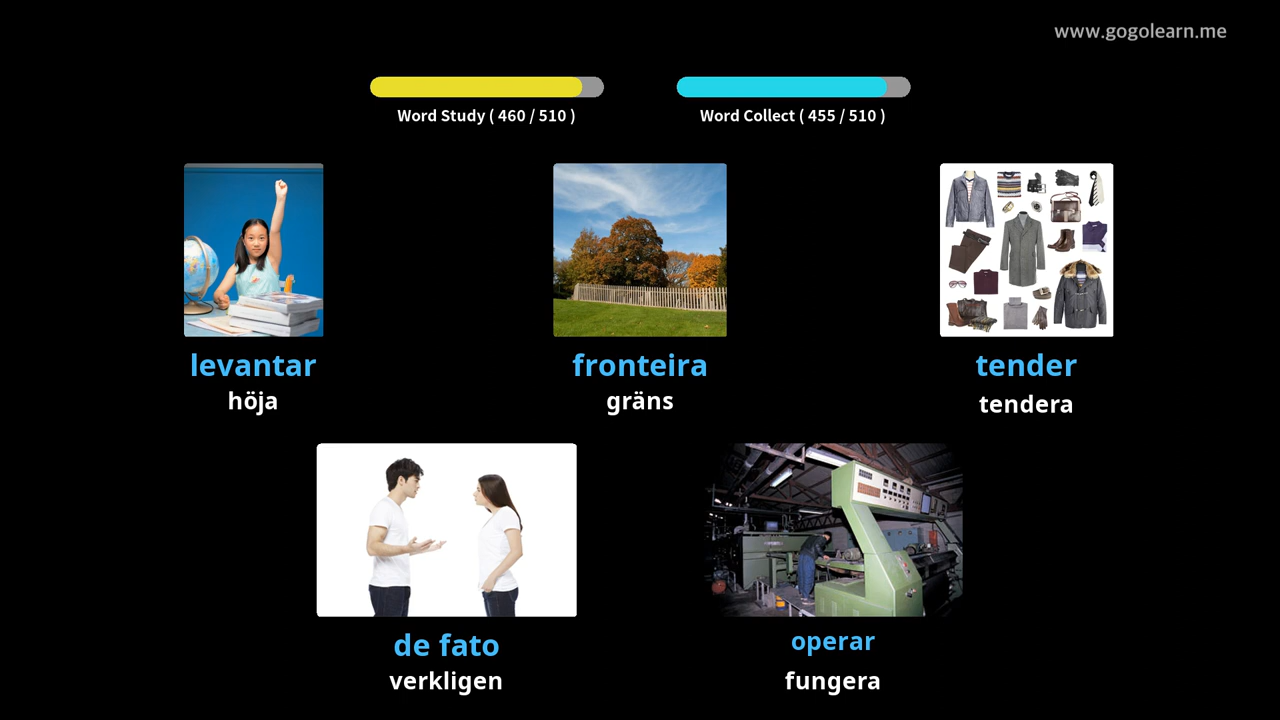 www.gogolearn.me
Word Study ( 460 / 510 )
Word Collect ( 455 / 510 )
levantar
höja
fronteira
gräns
tender
tendera
de fato
verkligen
operar
fungera